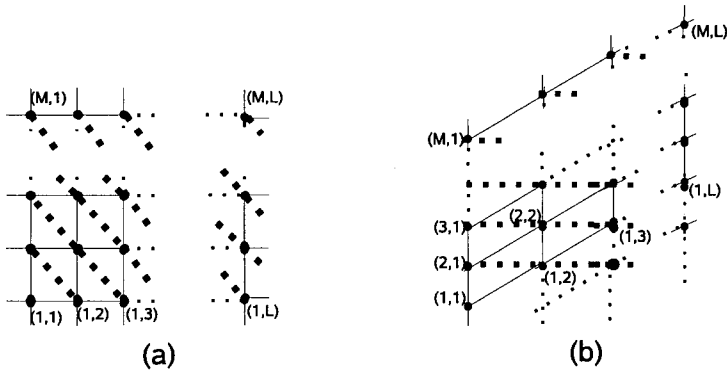 (M,1)
(M,L)
(1,1)
(1,2)
(1,3)
(1,L)
(a)
(M,L)
(M,1)
(1,L)
(3,1)
(2,2)
(1,3)
(2,1)
(1,2)
(1,1)
(b)